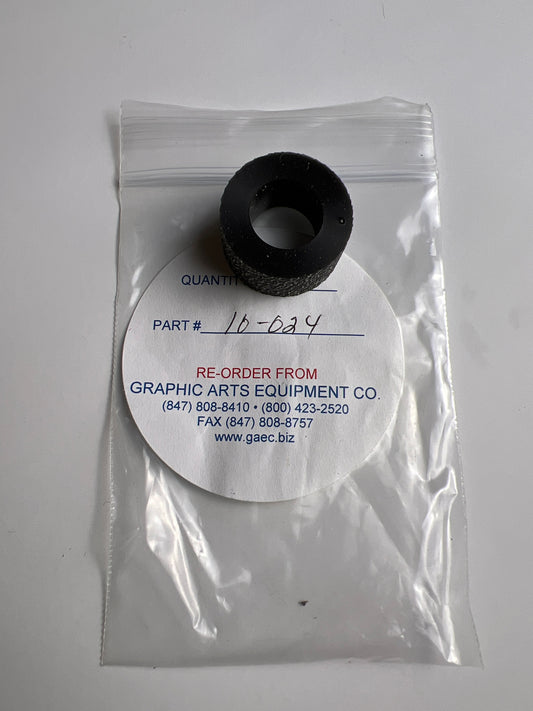 QUANTITY
PART # 10-024
RE-ORDER FROM
GRAPHIC ARTS EQUIPMENT CO.
(847) 808-8410 • (800) 423-2520
FAX (847) 808-8757
www.gaec.biz